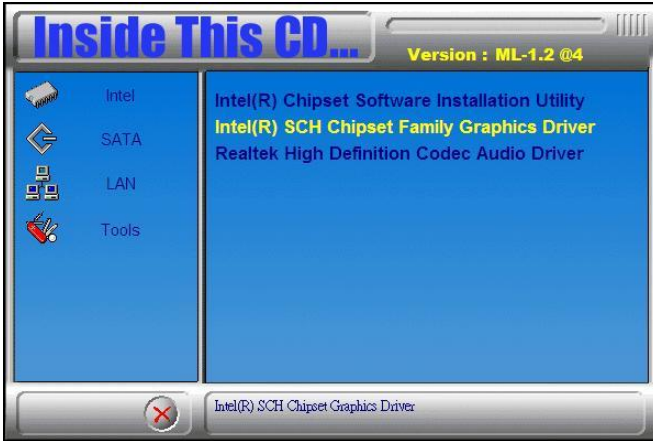 Inside This CD...
Version : ML-1.2 @4
Intel
SATA
LAN
Tools
Intel(R) Chipset Software Installation Utility
Intel(R) SCH Chipset Family Graphics Driver
Realtek High Definition Codec Audio Driver
Intel(R) SCH Chipset Graphics Driver